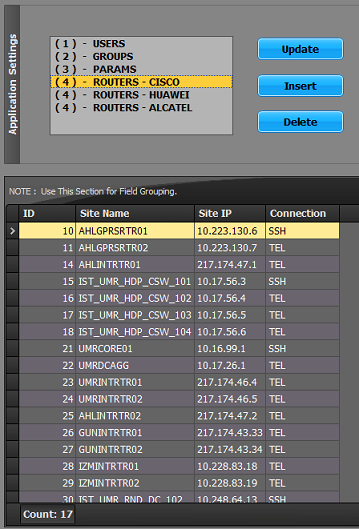 Application Settings
( 1 ) - USERS
( 2 ) - GROUPS
( 3 ) - PARAMS
( 4 ) - ROUTERS - CISCO
( 4 ) - ROUTERS - HUAWEI
( 4 ) - ROUTERS - ALCATEL
Update
Insert
Delete
NOTE : Use This Section for Field Grouping.
ID Site Name Site IP Connection
10 AHLGPRSRTR01 10.223.130.6 SSH
11 AHLGPRSRTR02 10.223.130.7 TEL
14 AHLINTRTR01 217.174.47.1 TEL
15 IST_UMR_HDP_CSW_101 10.17.56.3 SSH
16 IST_UMR_HDP_CSW_102 10.17.56.4 TEL
17 IST_UMR_HDP_CSW_103 10.17.56.5 TEL
18 IST_UMR_HDP_CSW_104 10.17.56.6 TEL
21 UMRCORE01 10.16.99.1 SSH
22 UMRDCAGG 10.17.26.1 TEL
23 UMRINTRTR01 217.174.46.4 TEL
24 UMRINTRTR02 217.174.46.5 TEL
25 AHLINTRTR02 217.174.47.2 TEL
26 GUNINTRTR01 217.174.43.33 TEL
27 GUNINTRTR02 217.174.43.34 TEL
28 IZMINTRTR01 10.228.83.18 TEL
29 IZMINTRTR02 10.228.83.19 TEL
30 IST_UMR_RND_DC_102 10.248.64.13 SSH
Count: 17